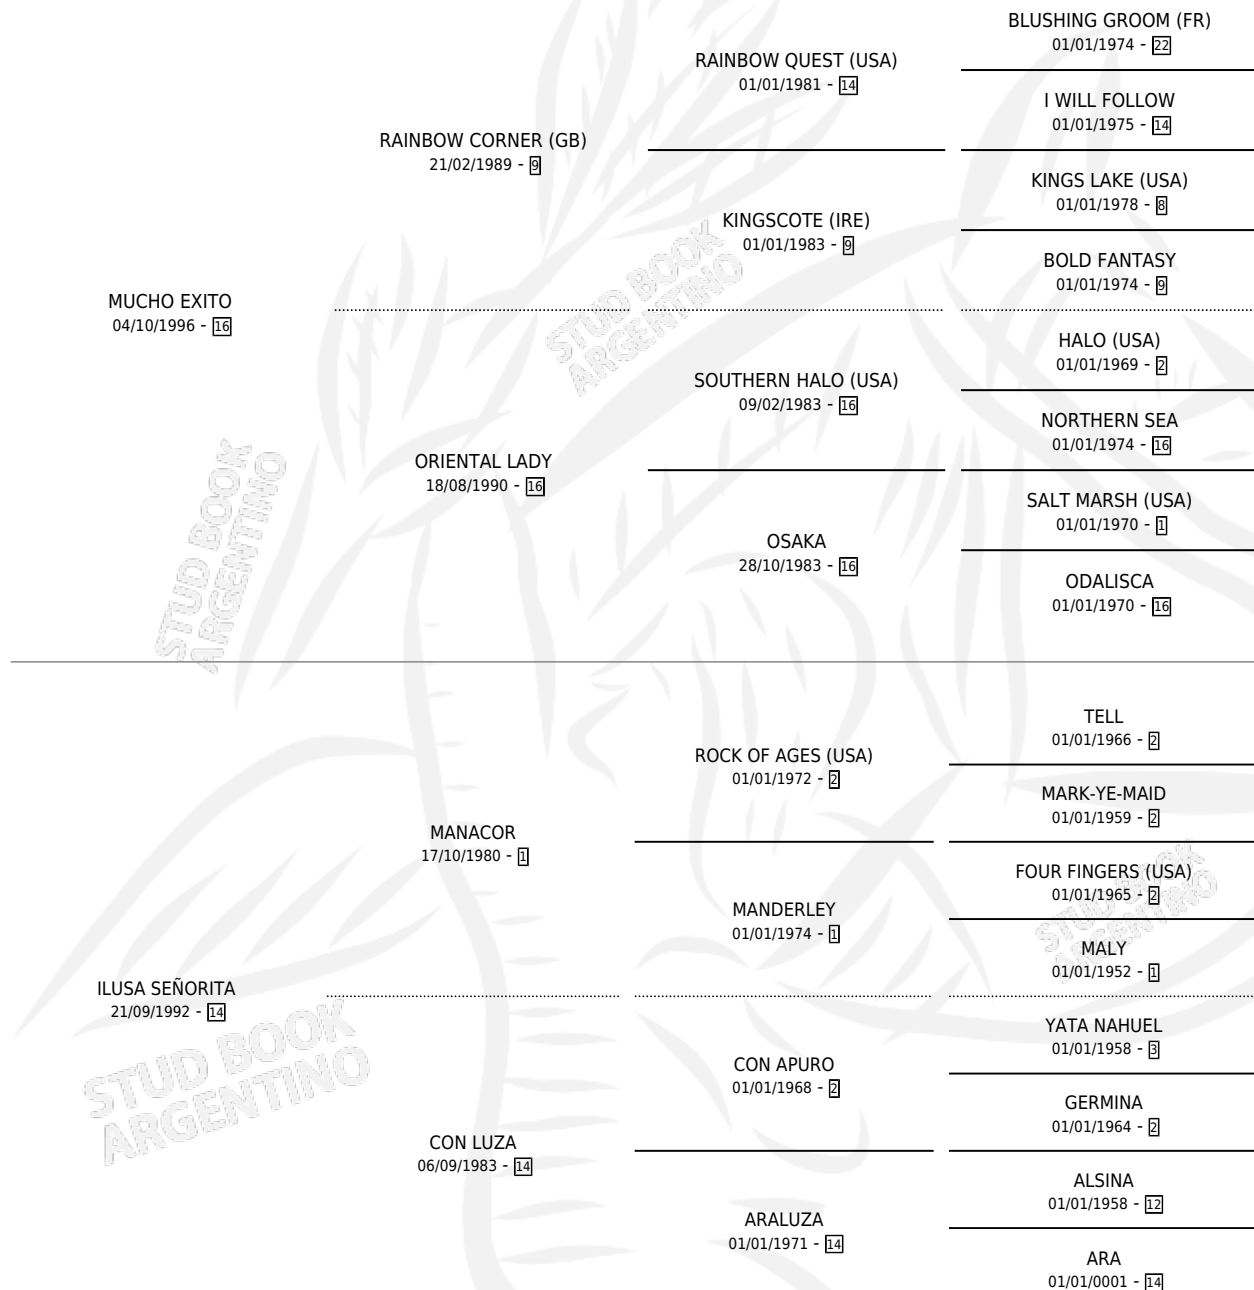 BLUSHING GROOM (FR)
01/01/1974 - 22
RAINBOW QUEST (USA)
01/01/1981 - 14
I WILL FOLLOW
01/01/1975 - 14
RAINBOW CORNER (GB)
21/02/1989 - 9
KINGS LAKE (USA)
01/01/1978 - 8
KINGSCOTE (IRE)
01/01/1983 - 9
BOLD FANTASY
01/01/1974 - 9
MUCHO EXITO
04/10/1996 - 16
HALO (USA)
01/01/1969 - 2
SOUTHERN HALO (USA)
09/02/1983 - 16
NORTHERN SEA
01/01/1974 - 16
ORIENTAL LADY
18/08/1990 - 16
SALT MARSH (USA)
01/01/1970 - 1
OSAKA
28/10/1983 - 16
ODALISCA
01/01/1970 - 16
TELL
01/01/1966 - 2
ROCK OF AGES (USA)
01/01/1972 - 2
MARK-YE-MAID
01/01/1959 - 2
MANACOR
17/10/1980 - 1
FOUR FINGERS (USA)
01/01/1965 - 2
MANDERLEY
01/01/1974 - 1
MALY
01/01/1952 - 1
ILUSA SEÑORITA
21/09/1992 - 14
YATA NAHUEL
01/01/1958 - 3
CON APURO
01/01/1968 - 2
GERMINA
01/01/1964 - 2
CON LUZA
06/09/1983 - 14
ALSINA
01/01/1958 - 12
ARALUZA
01/01/1971 - 14
ARA
01/01/0001 - 14
STUD BOOK
ARGENTINO
STUD BOOK
ARGENTINO
STUD BOOK
ARGENTINO
STUD BOOK
ARGENTINO